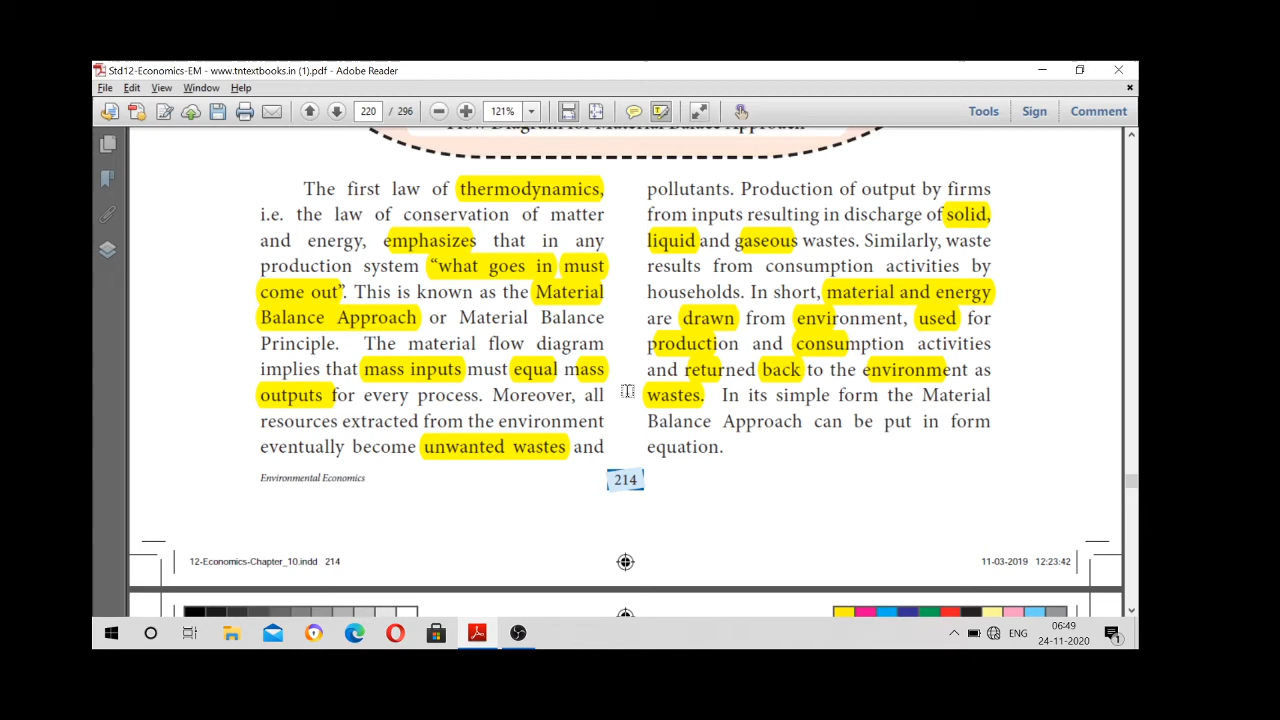 Std12-Economics-EM - www.tntextbooks.in (1).pdf - Adobe Reader
File Edit View Window Help
220 / 296 121% Tools Sign Comment
Flow Diagram for Material Balace Approach
The first law of thermodynamics,
i.e. the law of conservation of matter
and energy, emphasizes that in any
production system “what goes in must
come out”. This is known as the Material
Balance Approach or Material Balance
Principle. The material flow diagram
implies that mass inputs must equal mass
outputs for every process. Moreover, all
resources extracted from the environment
eventually become unwanted wastes and
pollutants. Production of output by firms
from inputs resulting in discharge of solid,
liquid and gaseous wastes. Similarly, waste
results from consumption activities by
households. In short, material and energy
are drawn from environment, used for
production and consumption activities
and returned back to the environment as
wastes. In its simple form the Material
Balance Approach can be put in form
equation.
Environmental Economics
214
12-Economics-Chapter_10.indd 214
11-03-2019 12:23:42
ENG
06:49
24-11-2020
1